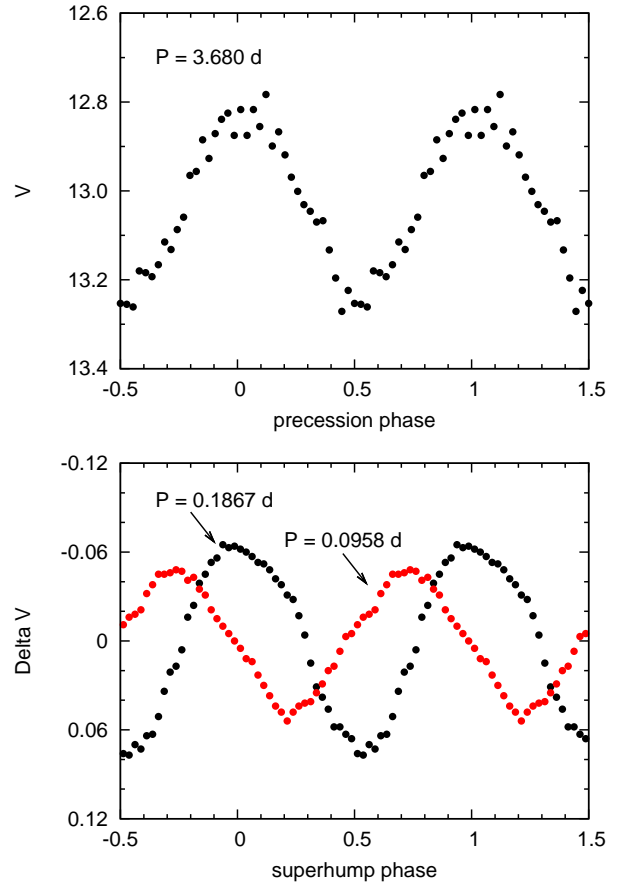 12.6
P = 3.680 d
12.8
13.0
V
13.2
13.4
-0.5 0 0.5 1 1.5
precession phase
-0.12
P = 0.1867 d
P = 0.0958 d
-0.06
0
Delta V
0.06
0.12
-0.5 0 0.5 1 1.5
superhump phase